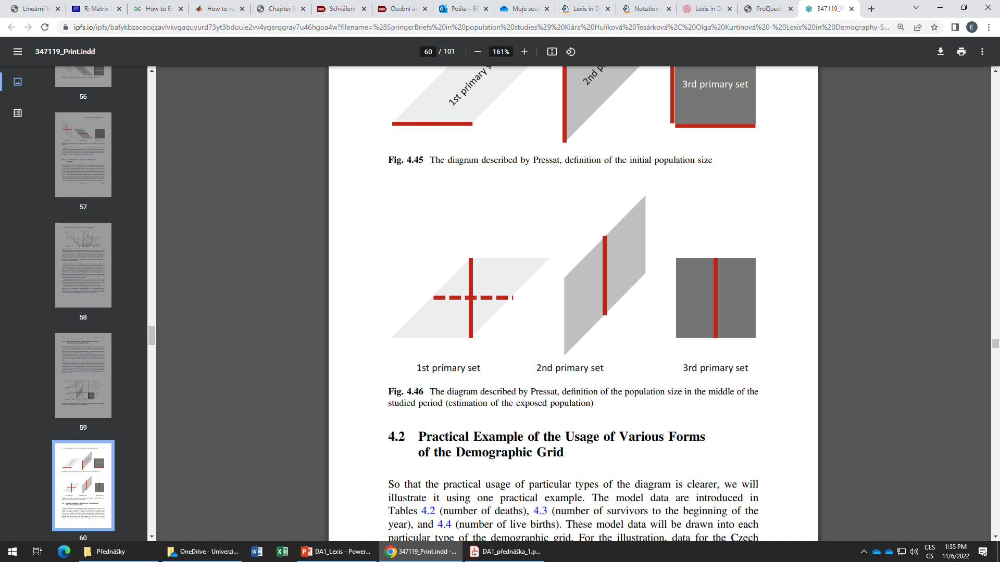 Lineární fo
R: Matrix D
How to Ex
How to re
Chapter 5
Schválení
Osobní ad
Pošta – El
Moje soul
Lexis in De
Notation a
Lexis in De
ProQuest
347119_P
ipfs.io/ipfs/bafykbzacecxjzavlvkvgaquyurd73yt3bduuie2vv4ygerggray7u46hgoa4w?filename=%28SpringerBriefs%20in%20population%20studies%29%20Klára%20Hulíková%20Tesárková%2C%20Olga%20Kurtinová%20-%20Lexis%20in%20Demography-S...
E
347119_Print.indd
60 / 101
161%
56
57
58
59
60
1st primary s
2nd p
3rd primary set
Fig. 4.45 The diagram described by Pressat, definition of the initial population size
1st primary set
2nd primary set
3rd primary set
Fig. 4.46 The diagram described by Pressat, definition of the population size in the middle of the
studied period (estimation of the exposed population)
4.2 Practical Example of the Usage of Various Forms
of the Demographic Grid
So that the practical usage of particular types of the diagram is clearer, we will
illustrate it using one practical example. The model data are introduced in
Tables 4.2 (number of deaths), 4.3 (number of survivors to the beginning of the
year), and 4.4 (number of live births). These model data will be drawn into each
particular type of the demographic grid. For the illustration, data for the Czech
Přednášky
OneDrive - Univerzi...
DA1_Lexis - Power...
347119_Print.indd -...
DA1_přednáška_1.p...
CES
CS
1:35 PM
11/6/2022